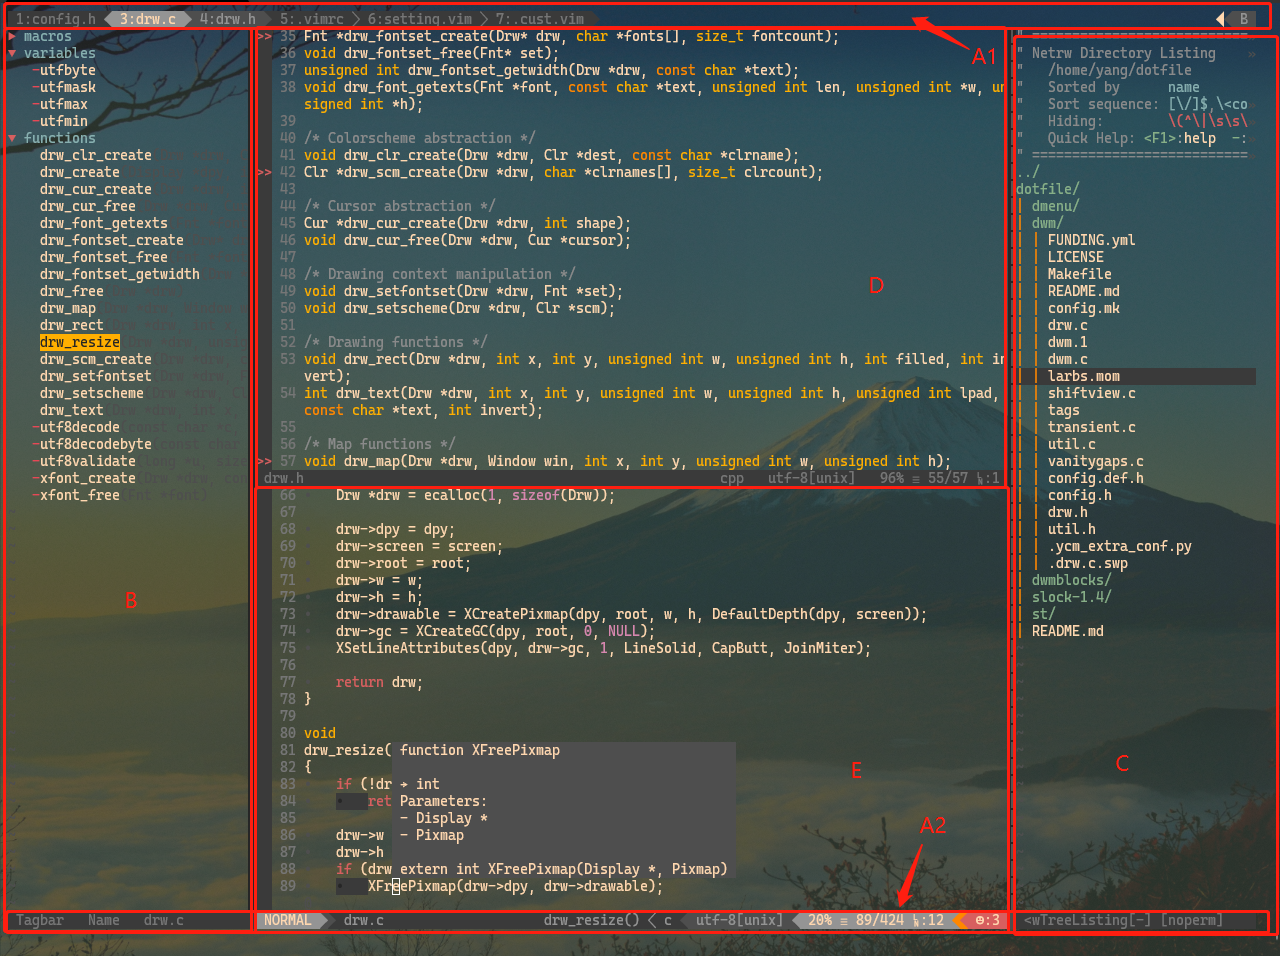 1:config.h 3:drw.c 4:drw.h 5:.vimrc 6:setting.vim 7:.cust.vim B
A1
▶ macros
▼ variables
-utfbyte
-utfmask
-utfmax
-utfmin
▼ functions
drw_clr_create
drw_create
drw_cur_create
drw_cur_free
drw_font_getexts
drw_fontset_create
drw_fontset_free
drw_fontset_getwidth
drw_free
drw_map
drw_rect
drw_resize
drw_scm_create
drw_setfontset
drw_setscheme
drw_text
-utf8decode
-utf8decodebyte
-utf8validate
-xfont_create
-xfont_free
B
Tagbar Name drw.c
>> 35 Fnt *drw_fontset_create(Drw* drw, char *fonts[], size_t fontcount);
36 void drw_fontset_free(Fnt* set);
37 unsigned int drw_fontset_getwidth(Drw *drw, const char *text);
38 void drw_font_getexts(Fnt *font, const char *text, unsigned int len, unsigned int *w, un
signed int *h);
39
40 /* Colorscheme abstraction */
41 void drw_clr_create(Drw *drw, Clr *dest, const char *clrname);
>> 42 Clr *drw_scm_create(Drw *drw, char *clrnames[], size_t clrcount);
43
44 /* Cursor abstraction */
45 Cur *drw_cur_create(Drw *drw, int shape);
46 void drw_cur_free(Drw *drw, Cur *cursor);
47
48 /* Drawing context manipulation */
49 void drw_setfontset(Drw *drw, Fnt *set);
50 void drw_setscheme(Drw *drw, Clr *scm);
51
52 /* Drawing functions */
53 void drw_rect(Drw *drw, int x, int y, unsigned int w, unsigned int h, int filled, int in
vert);
54 int drw_text(Drw *drw, int x, int y, unsigned int w, unsigned int h, unsigned int lpad,
const char *text, int invert);
55
56 /* Map functions */
>> 57 void drw_map(Drw *drw, Window win, int x, int y, unsigned int w, unsigned int h);
D
drw.h cpp utf-8[unix] 96% ≡ 55/57 ㏑:1
66 Drw *drw = ecalloc(1, sizeof(Drw));
67
68 drw->dpy = dpy;
69 drw->screen = screen;
70 drw->root = root;
71 drw->w = w;
72 drw->h = h;
73 drw->drawable = XCreatePixmap(dpy, root, w, h, DefaultDepth(dpy, screen));
74 drw->gc = XCreateGC(dpy, root, 0, NULL);
75 XSetLineAttributes(dpy, drw->gc, 1, LineSolid, CapButt, JoinMiter);
76
77 return drw;
78 }
79
80 void
81 drw_resize( function XFreePixmap
82 {
83 if (!dr → int
84 ret Parameters:
85 - Display *
86 drw->w - Pixmap
87 drw->h
88 if (drw extern int XFreePixmap(Display *, Pixmap)
89 XFreePixmap(drw->dpy, drw->drawable);
E
A2
NORMAL drw.c drw_resize() < c utf-8[unix] 20% ≡ 89/424 ㏑:12 ☻:3
" ===========================
" Netrw Directory Listing »
" /home/yang/dotfile
" Sorted by name
" Sort sequence: [\/]$,\<co
" Hiding: \(^\|\s\s\
" Quick Help: <F1>:help -:
" ===========================
../
dotfile/
| dmenu/
| dwm/
| | FUNDING.yml
| | LICENSE
| | Makefile
| | README.md
| | config.mk
| | drw.c
| | dwm.1
| | dwm.c
| | larbs.mom
| | shiftview.c
| | tags
| | transient.c
| | util.c
| | vanitygaps.c
| | config.def.h
| | config.h
| | drw.h
| | util.h
| | .ycm_extra_conf.py
| | .drw.c.swp
| dwmblocks/
| slock-1.4/
| st/
| README.md
C
<wTreeListing[-] [noperm]